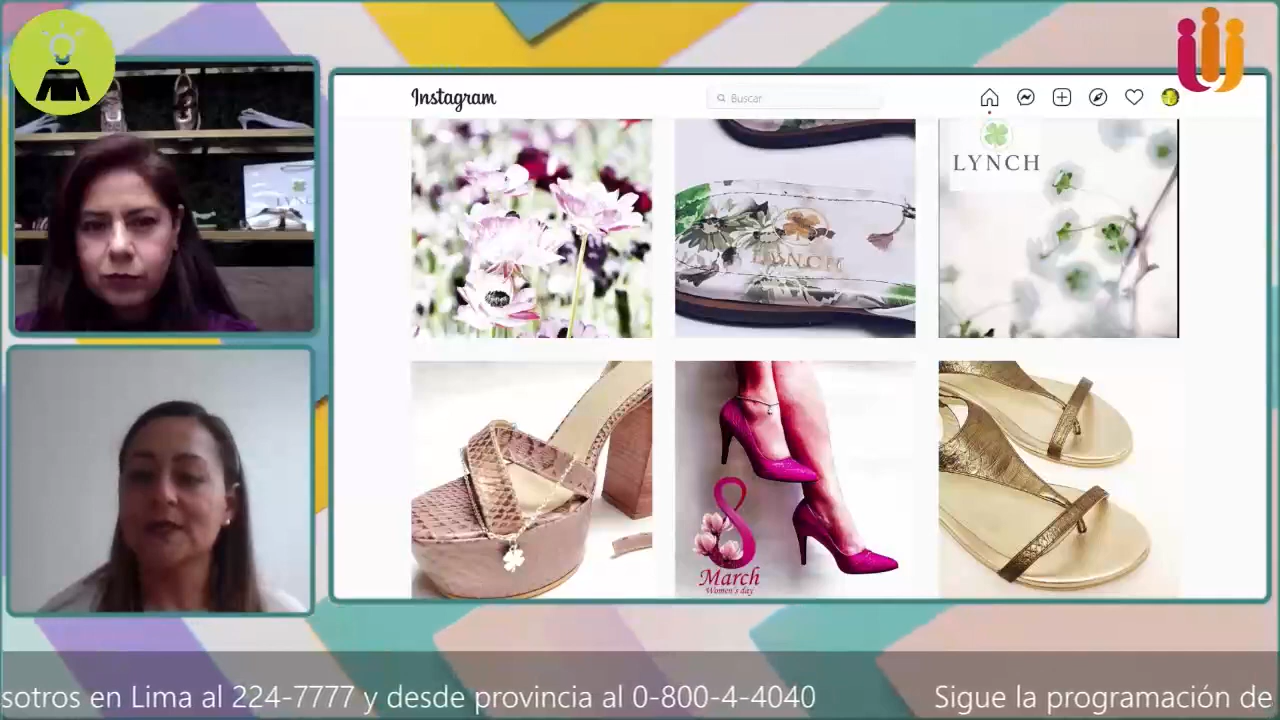 Instagram
Buscar
LYNCH
LYNCH
LYNCH
8
March
Women's day
sotros en Lima al 224-7777 y desde provincia al 0-800-4-4040
Sigue la programación de